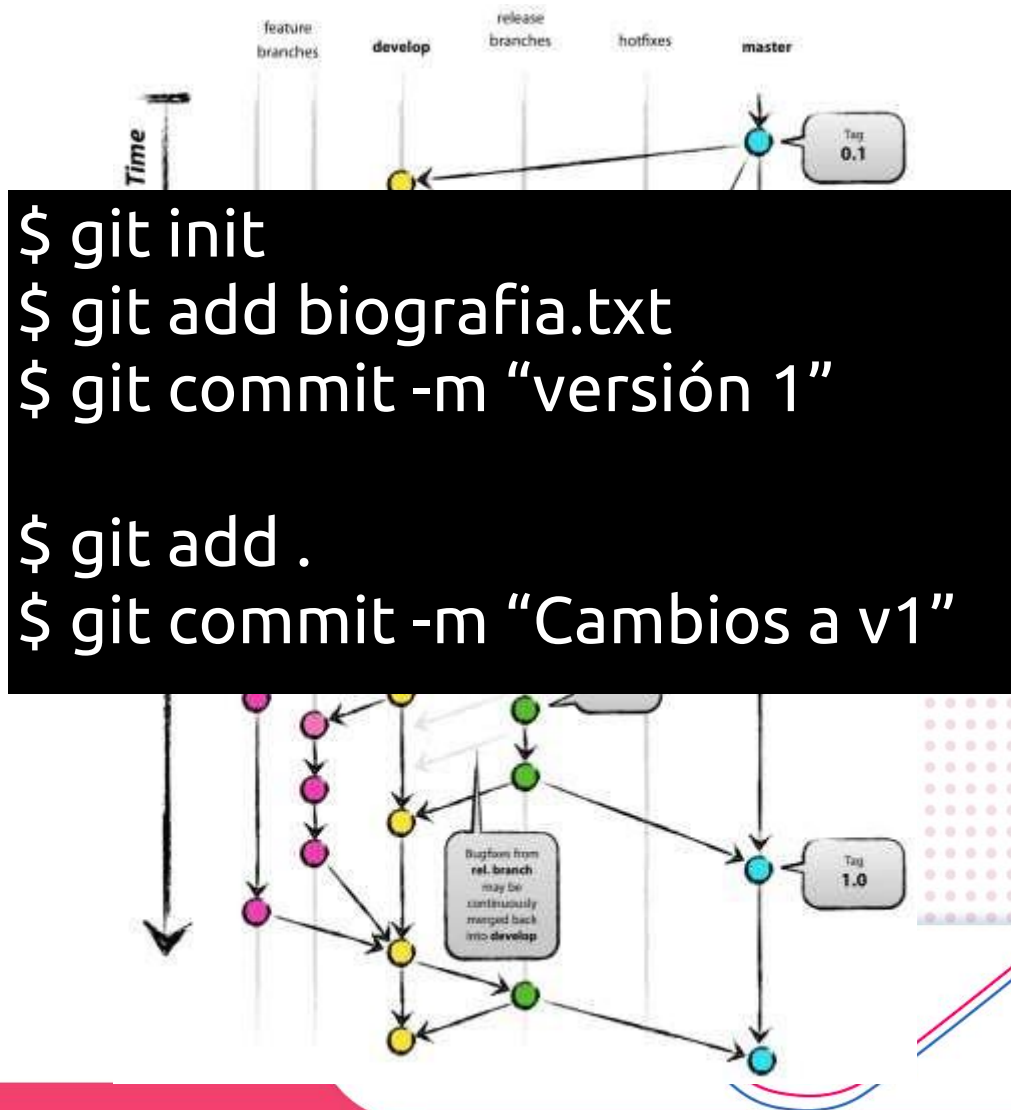 feature
branches
develop
release
branches
hotfixes
master
Time
Tag
0.1
$ git init
$ git add biografia.txt
$ git commit -m “versión 1”
$ git add .
$ git commit -m “Cambios a v1”
Bugfixes from
rel. branch
may be
continuously
merged back
into develop
Tag
1.0